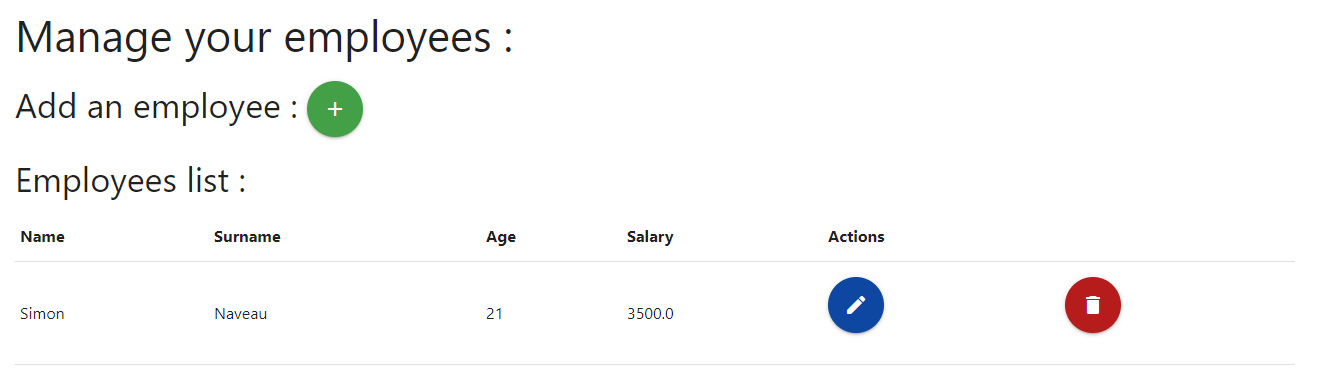 Manage your employees :
Add an employee : +
Employees list :
Name Surname Age Salary Actions
Simon Naveau 21 3500.0